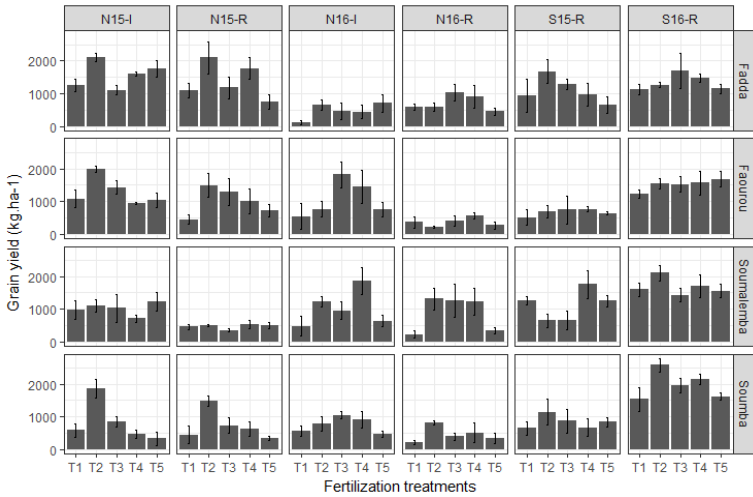 N15-I N15-R N16-I N16-R S15-R S16-R
Grain yield (kg.ha-1)
2000
1000
0
Fadda
2000
1000
0
Faourou
2000
1000
0
Soumalemba
2000
1000
0
Soumba
T1 T2 T3 T4 T5 T1 T2 T3 T4 T5 T1 T2 T3 T4 T5 T1 T2 T3 T4 T5 T1 T2 T3 T4 T5 T1 T2 T3 T4 T5
Fertilization treatments